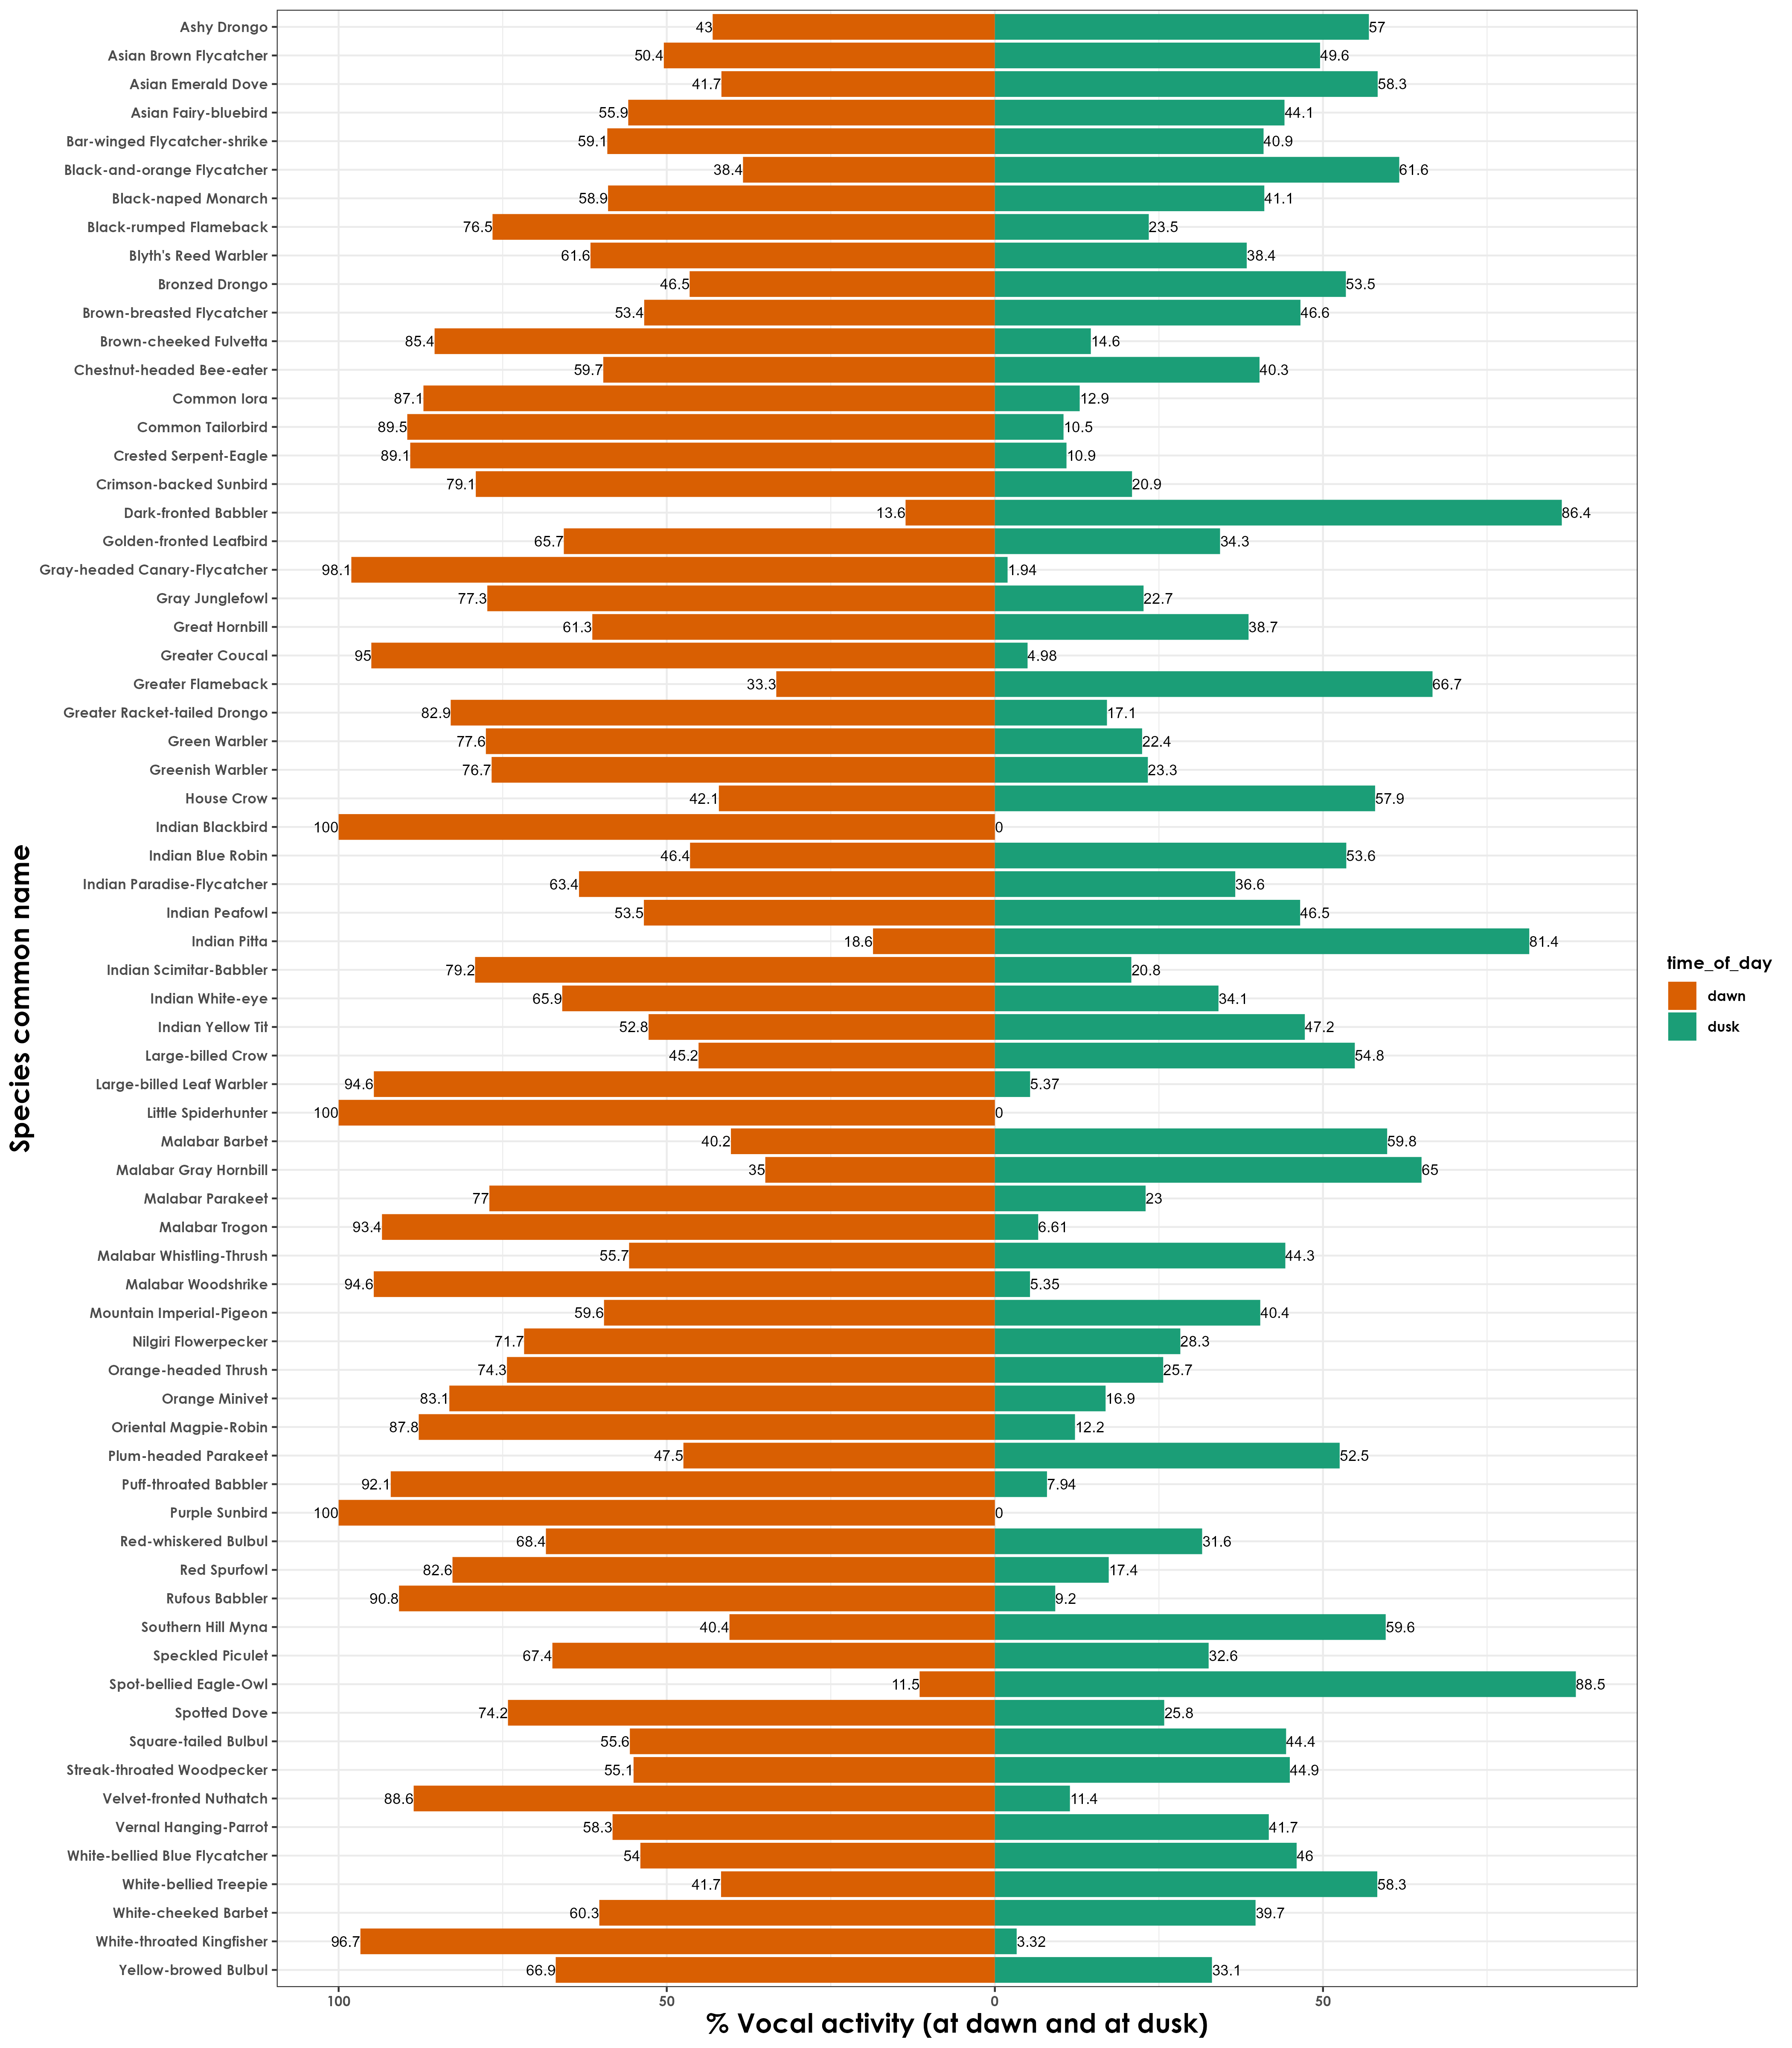 Ashy Drongo 43 57
Asian Brown Flycatcher 50.4 49.6
Asian Emerald Dove 41.7 58.3
Asian Fairy-bluebird 55.9 44.1
Bar-winged Flycatcher-shrike 59.1 40.9
Black-and-orange Flycatcher 38.4 61.6
Black-naped Monarch 58.9 41.1
Black-rumped Flameback 76.5 23.5
Blyth's Reed Warbler 61.6 38.4
Bronzed Drongo 46.5 53.5
Brown-breasted Flycatcher 53.4 46.6
Brown-cheeked Fulvetta 85.4 14.6
Chestnut-headed Bee-eater 59.7 40.3
Common Iora 87.1 12.9
Common Tailorbird 89.5 10.5
Crested Serpent-Eagle 89.1 10.9
Crimson-backed Sunbird 79.1 20.9
Dark-fronted Babbler 13.6 86.4
Golden-fronted Leafbird 65.7 34.3
Gray-headed Canary-Flycatcher 98.1 1.94
Gray Junglefowl 77.3 22.7
Great Hornbill 61.3 38.7
Greater Coucal 95 4.98
Greater Flameback 33.3 66.7
Greater Racket-tailed Drongo 82.9 17.1
Green Warbler 77.6 22.4
Greenish Warbler 76.7 23.3
House Crow 42.1 57.9
Indian Blackbird 100 0
Indian Blue Robin 46.4 53.6
Indian Paradise-Flycatcher 63.4 36.6
Indian Peafowl 53.5 46.5
Indian Pitta 18.6 81.4
Indian Scimitar-Babbler 79.2 20.8
Indian White-eye 65.9 34.1
Indian Yellow Tit 52.8 47.2
Large-billed Crow 45.2 54.8
Large-billed Leaf Warbler 94.6 5.37
Little Spiderhunter 100 0
Malabar Barbet 40.2 59.8
Malabar Gray Hornbill 35 65
Malabar Parakeet 77 23
Malabar Trogon 93.4 6.61
Malabar Whistling-Thrush 55.7 44.3
Malabar Woodshrike 94.6 5.35
Mountain Imperial-Pigeon 59.6 40.4
Nilgiri Flowerpecker 71.7 28.3
Orange-headed Thrush 74.3 25.7
Orange Minivet 83.1 16.9
Oriental Magpie-Robin 87.8 12.2
Plum-headed Parakeet 47.5 52.5
Puff-throated Babbler 92.1 7.94
Purple Sunbird 100 0
Red-whiskered Bulbul 68.4 31.6
Red Spurfowl 82.6 17.4
Rufous Babbler 90.8 9.2
Southern Hill Myna 40.4 59.6
Speckled Piculet 67.4 32.6
Spot-bellied Eagle-Owl 11.5 88.5
Spotted Dove 74.2 25.8
Square-tailed Bulbul 55.6 44.4
Streak-throated Woodpecker 55.1 44.9
Velvet-fronted Nuthatch 88.6 11.4
Vernal Hanging-Parrot 58.3 41.7
White-bellied Blue Flycatcher 54 46
White-bellied Treepie 41.7 58.3
White-cheeked Barbet 60.3 39.7
White-throated Kingfisher 96.7 3.32
Yellow-browed Bulbul 66.9 33.1
100 50 0 50
% Vocal activity (at dawn and at dusk)
Species common name
time_of_day
dawn
dusk